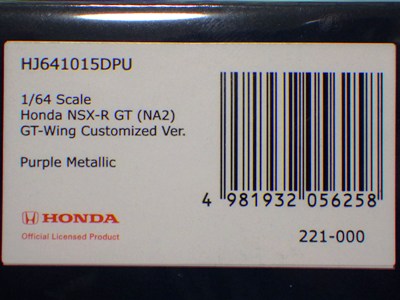 HJ641015DPU
1/64 Scale
Honda NSX-R GT (NA2)
GT-Wing Customized Ver.
Purple Metallic
4 981932 056258
HONDA
Official Licensed Product
221-000